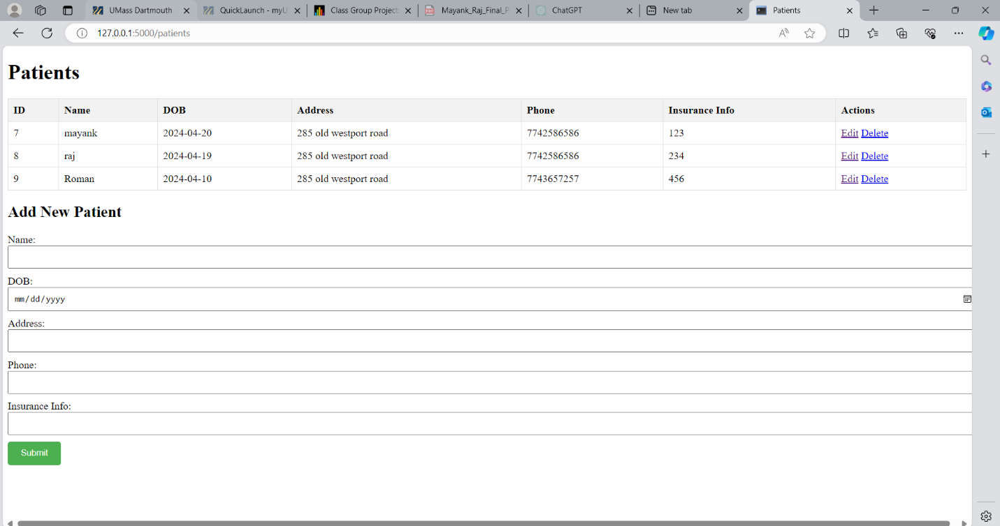 UMass Dartmouth QuickLaunch - myU Class Group Project Mayank_Raj_Final_P ChatGPT New tab Patients
127.0.0.1:5000/patients
Patients
ID Name DOB Address Phone Insurance Info Actions
7 mayank 2024-04-20 285 old westport road 7742586586 123 Edit Delete
8 raj 2024-04-19 285 old westport road 7742586586 234 Edit Delete
9 Roman 2024-04-10 285 old westport road 7743657257 456 Edit Delete
Add New Patient
Name:
DOB:
mm/dd/yyyy
Address:
Phone:
Insurance Info:
Submit